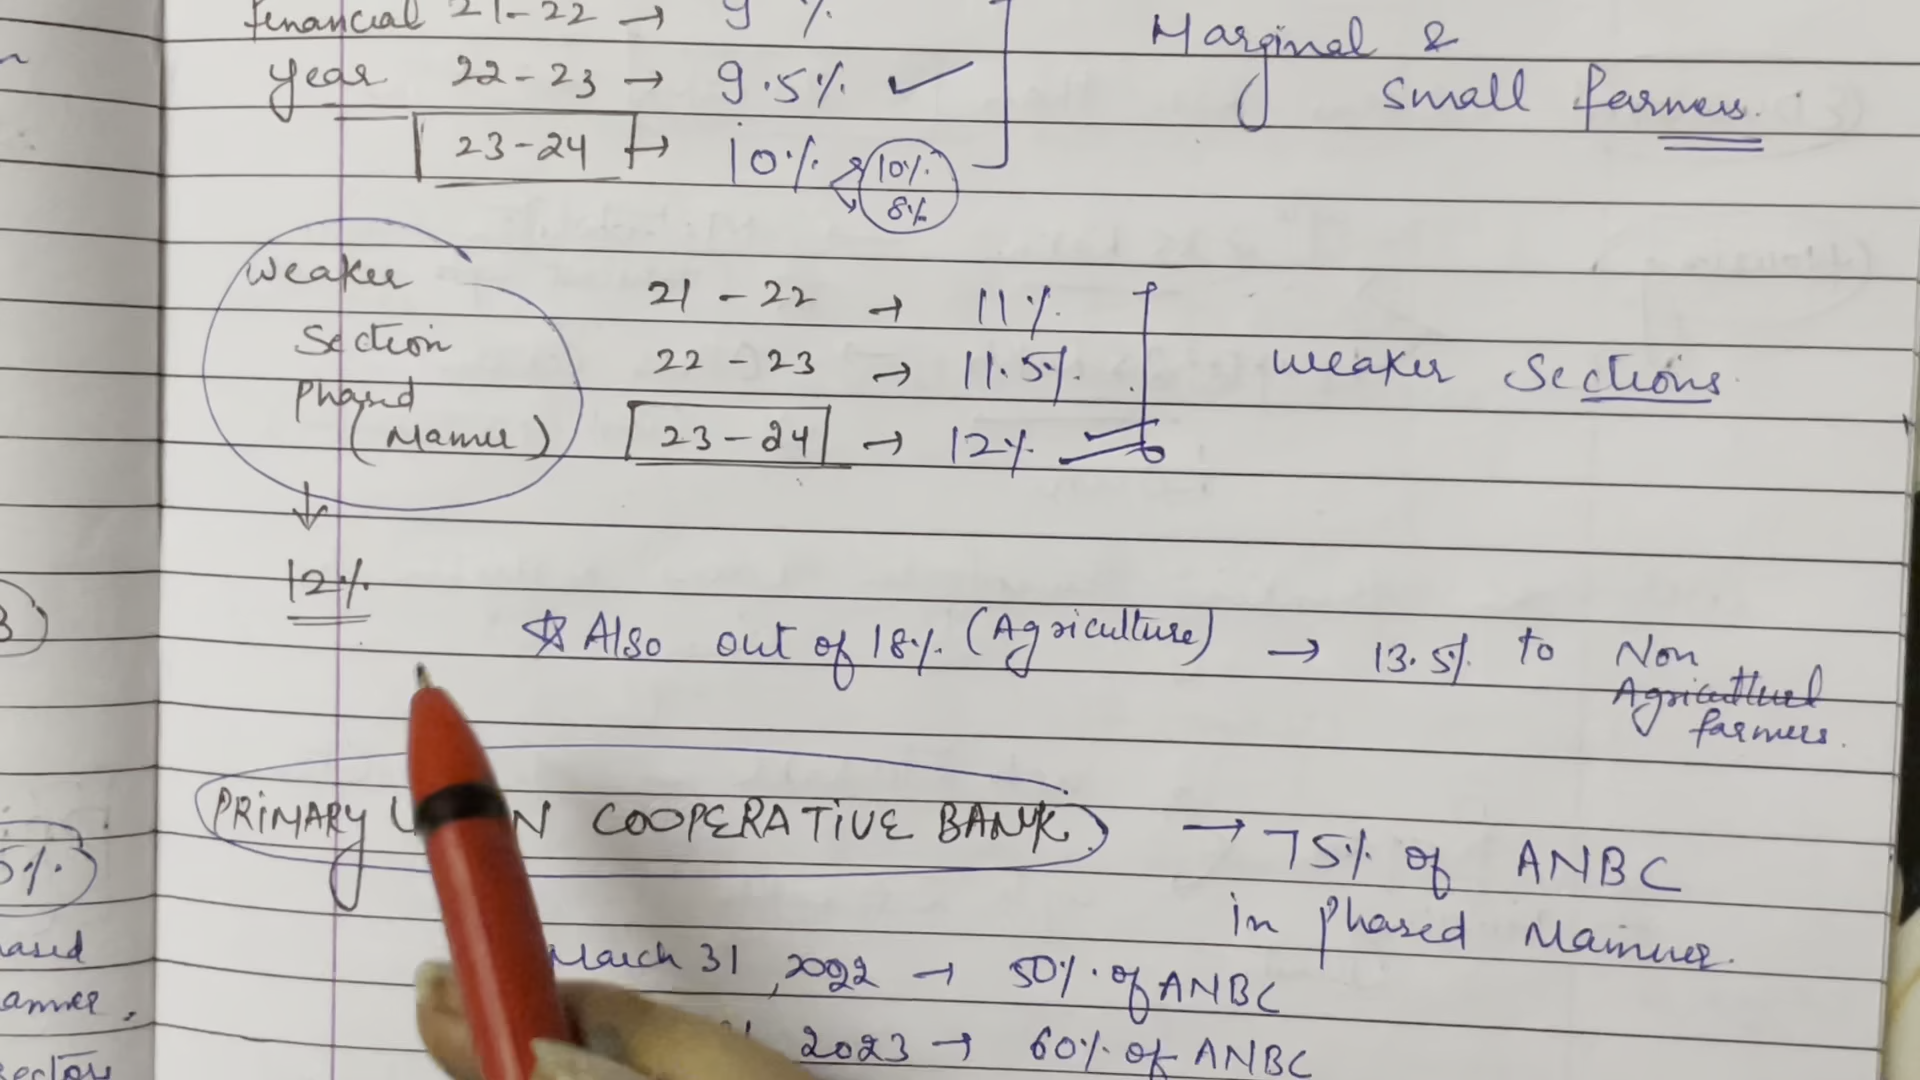 financial 21-22 → 9 %
year 22-23 → 9.5% ✓
23-24 → 10% 10%
8%
Marginal &
small farmers.
Weaker
Section
Phased
(Manner)
↓
12%
21 - 22 → 11%
22 - 23 → 11.5%
23-24 → 12%
weaker Sections
☆ Also out of 18% (Agriculture) → 13.5% to Non
farmers.
PRIMARY COOPERATIVE BANK → 75% of ANBC
in Phased Manner.
March 31, 2022 → 50% of ANBC
2023 → 60% of ANBC
5%